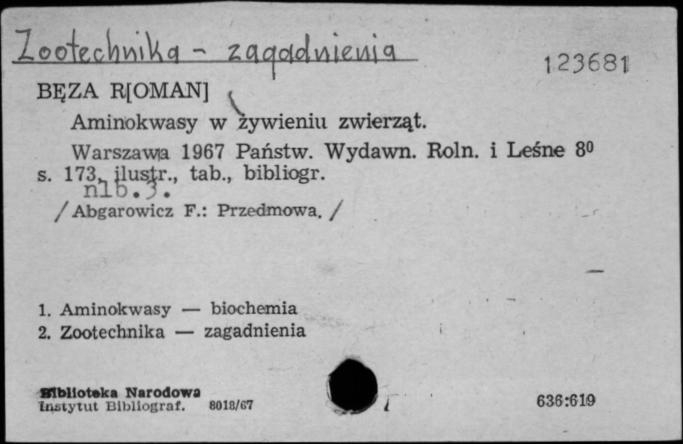 Zootechnika - zagadnienia
123681
BĘZA R[OMAN]
Aminokwasy w żywieniu zwierząt.
Warszawa 1967 Państw. Wydawn. Roln. i Leśne 8⁰
s. 173, ilustr., tab., bibliogr.
nlb.3.
/Abgarowicz F.: Przedmowa./
1. Aminokwasy — biochemia
2. Zootechnika — zagadnienia
Biblioteka Narodowa
Instytut Bibliograf. 8018/67
636:619